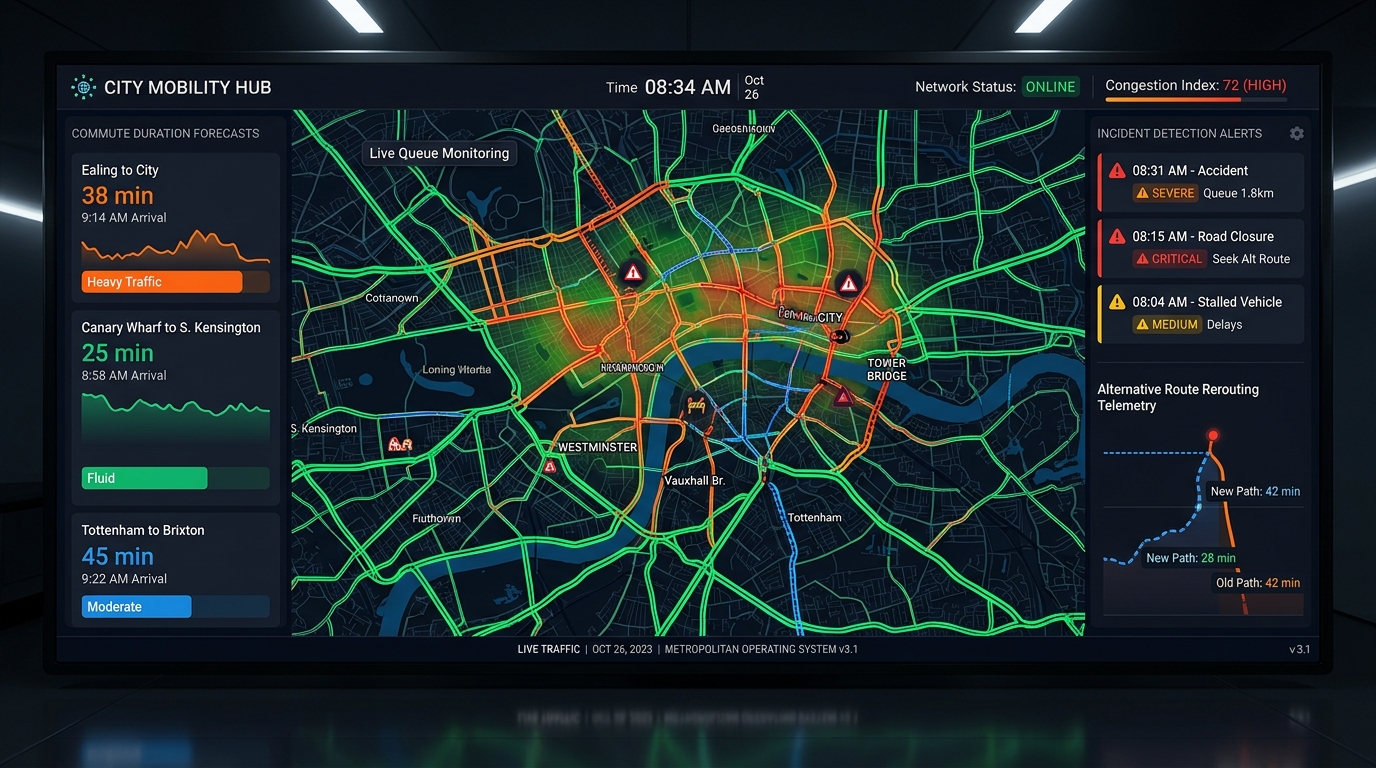 CITY MOBILITY HUB
Time 08:34 AM
Oct
26
Network Status: ONLINE
Congestion Index: 72 (HIGH)
COMMUTE DURATION FORECASTS
Ealing to City
38 min
9:14 AM Arrival
Heavy Traffic
Canary Wharf to S. Kensington
25 min
8:58 AM Arrival
Fluid
Tottenham to Brixton
45 min
9:22 AM Arrival
Moderate
Live Queue Monitoring
Cottanown
CITY
TOWER
BRIDGE
Loning
S. Kensington
WESTMINSTER
Vauxhall Br.
Tottenham
INCIDENT DETECTION ALERTS
08:31 AM - Accident
SEVERE Queue 1.8km
08:15 AM - Road Closure
CRITICAL Seek Alt Route
08:04 AM - Stalled Vehicle
MEDIUM Delays
Alternative Route Rerouting
Telemetry
New Path: 42 min
New Path: 28 min
Old Path: 42 min
LIVE TRAFFIC | OCT 26, 2023 | METROPOLITAN OPERATING SYSTEM v3.1
v3.1